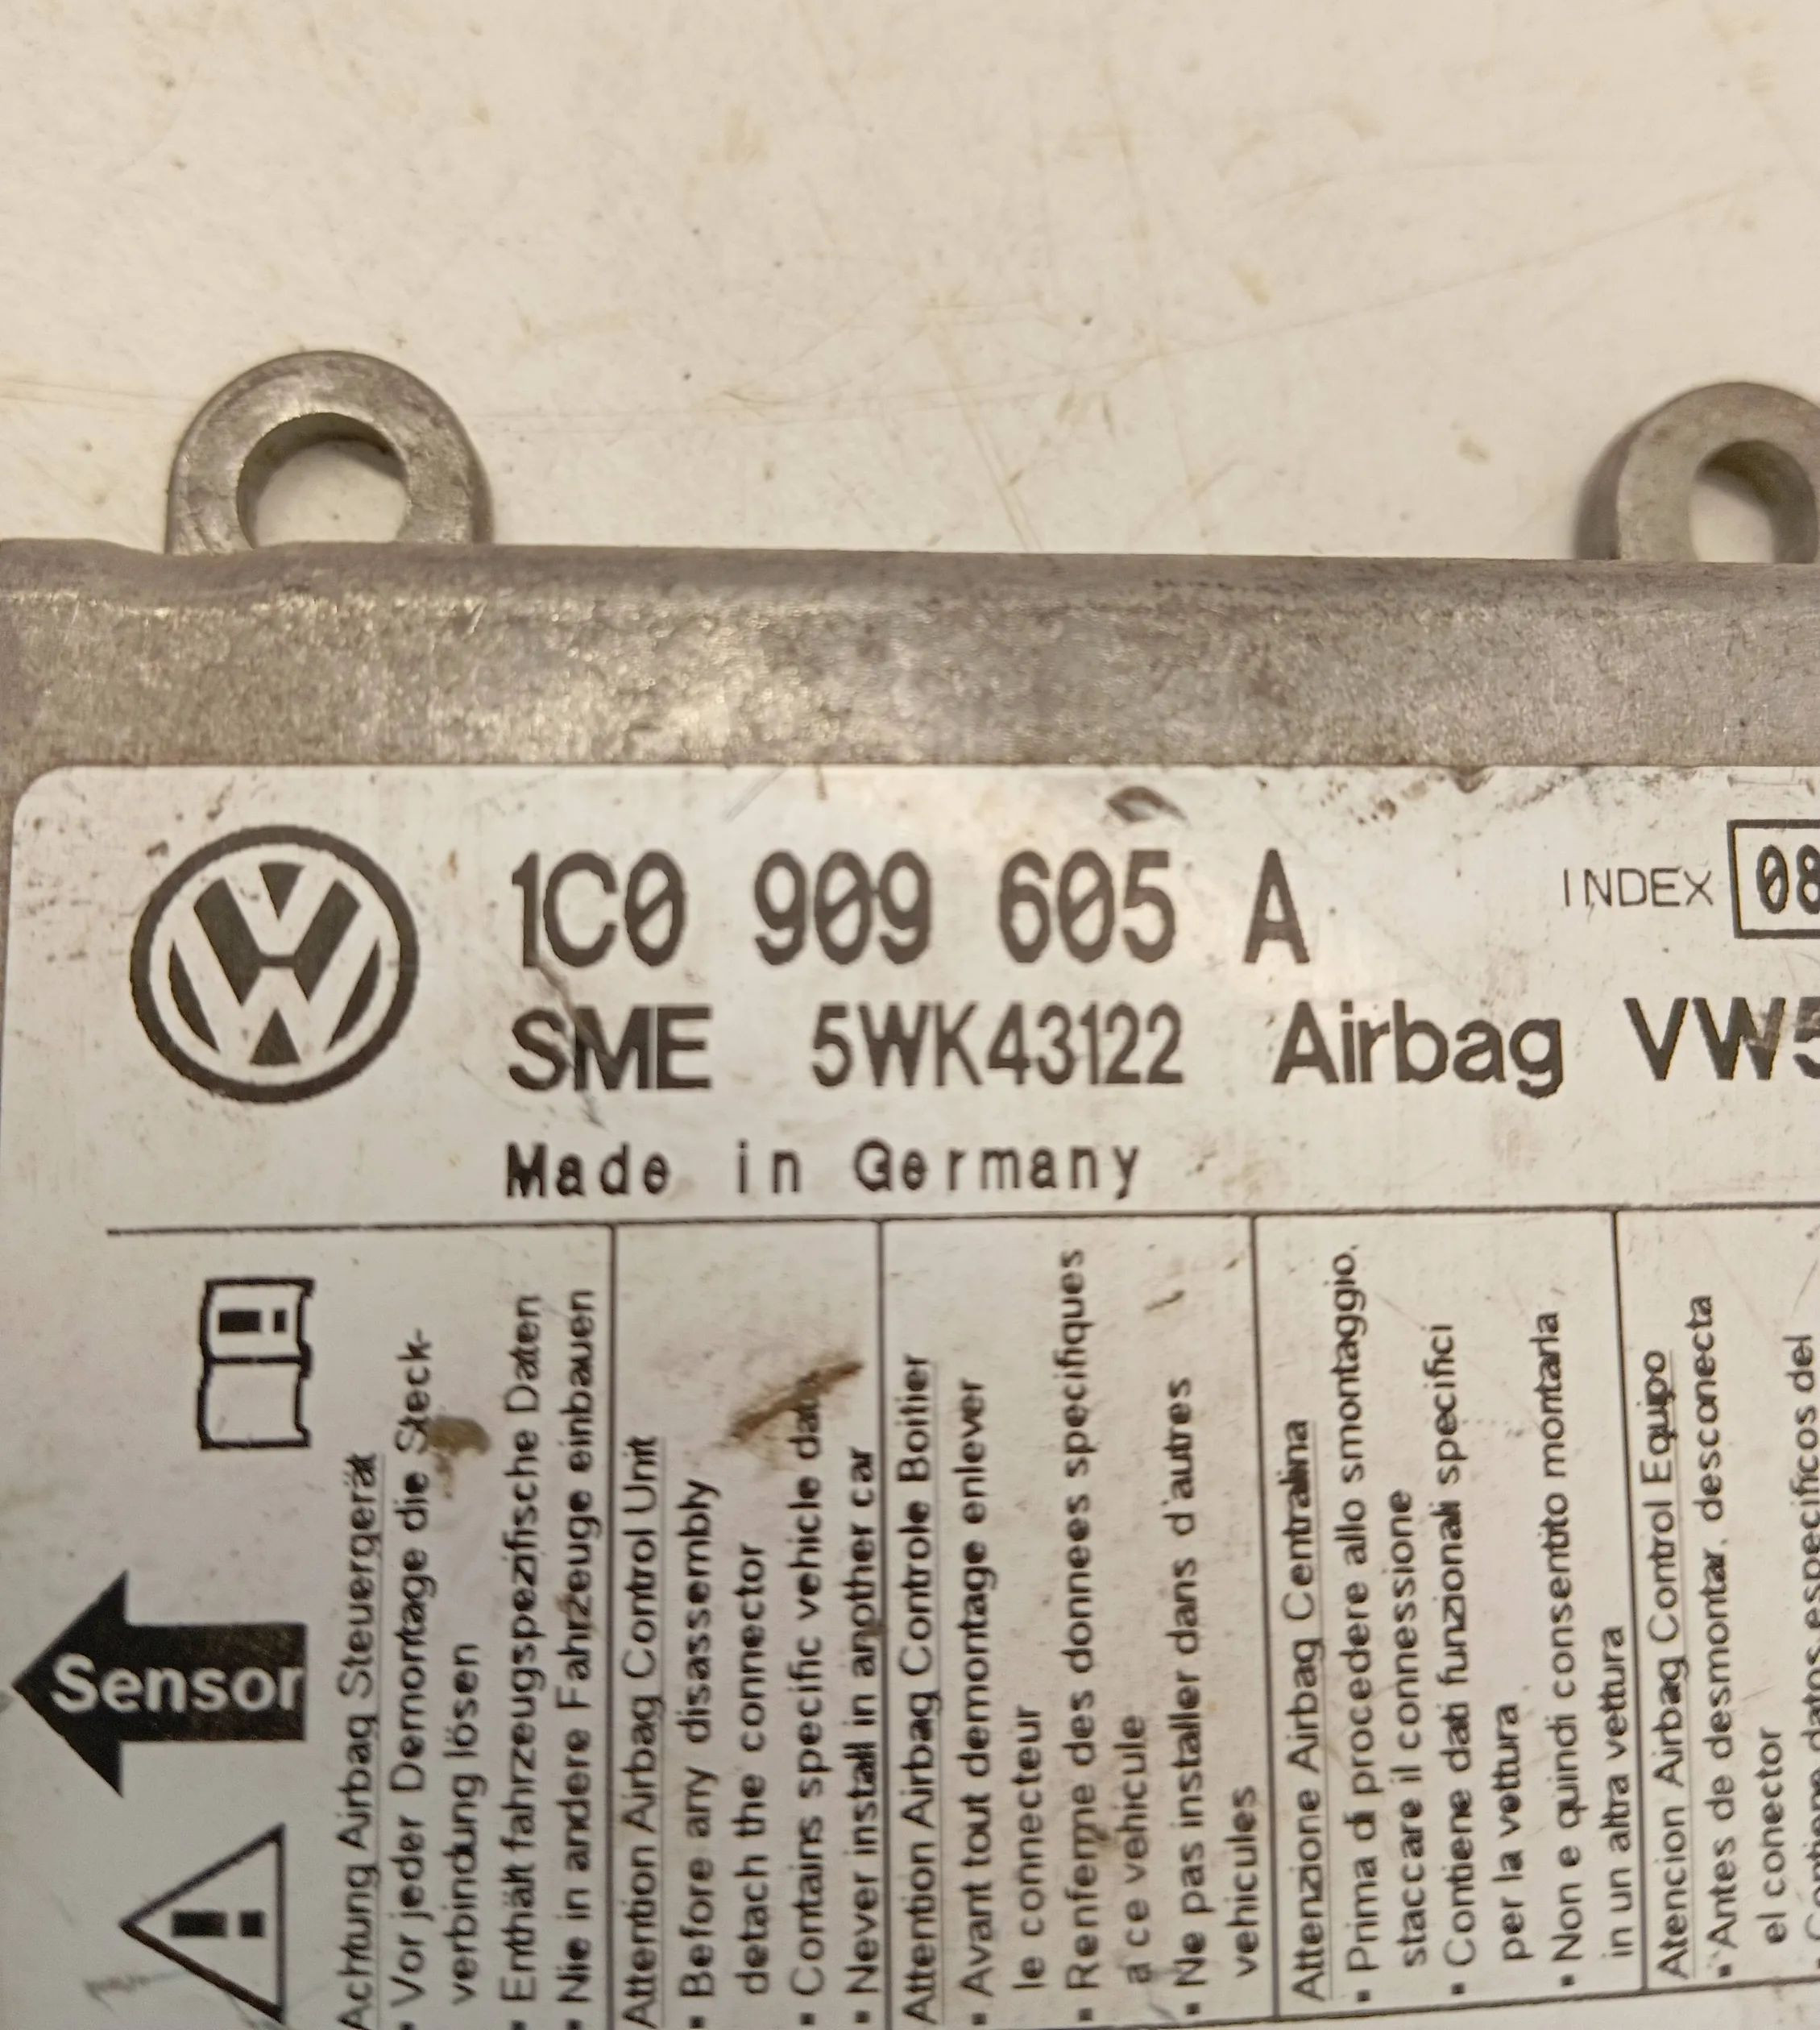 1C0 909 605 A INDEX 08
SME 5WK43122 Airbag VW5
Made in Germany
Sensor
Achtung Airbag Steuergerät
• Vor jeder Demontage die Steck-
verbindung lösen
• Enthält fahrzeugspezifische Daten
• Nie in andere Fahrzeuge einbauen
Attention Airbag Control Unit
• Before any disassembly
detach the connector
• Contains specific vehicle
• Never install in another car
Attention Airbag Controle Boitier
• Avant tout demontage enlever
le connecteur
• Renferme des donnees specifiques
a ce vehicule
• Ne pas installer dans d'autres
vehicules
Attenzione Airbag Centralina
• Prima di procedere allo smontaggio,
staccare il connessione
• Contiene dati funzionali specifici
per la vottura
• Non e quindi consentito montarla
in un altra vettura
Atencion Airbag Control Equipo
• Antes de desmontar, desconecta
el conector
datos especificos del